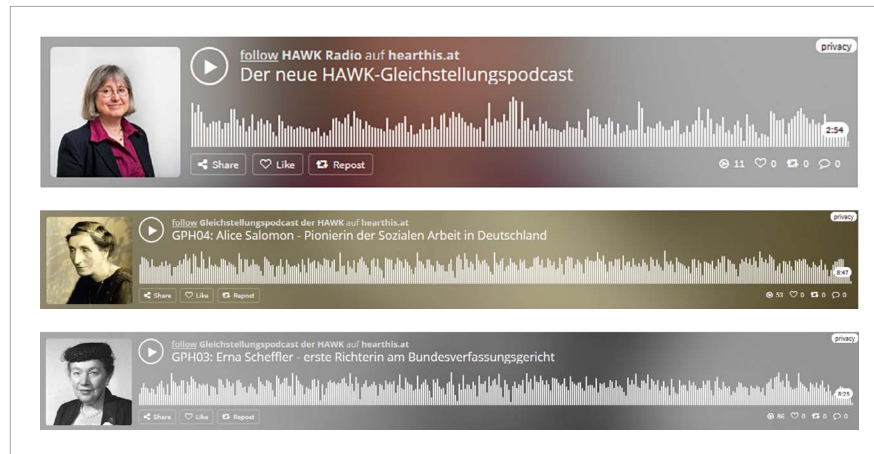 follow HAWK Radio auf hearthis.at
privacy
Der neue HAWK-Gleichstellungspodcast
2:54
Share Like Repost
11 0 0 0
follow Gleichstellungspodcast der HAWK auf hearthis.at
privacy
GPH04: Alice Salomon - Pionierin der Sozialen Arbeit in Deutschland
8:47
Share Like Repost
53 0 0 0
follow Gleichstellungspodcast der HAWK auf hearthis.at
privacy
GPH03: Erna Scheffler - erste Richterin am Bundesverfassungsgericht
8:25
Share Like Repost
86 0 0 0